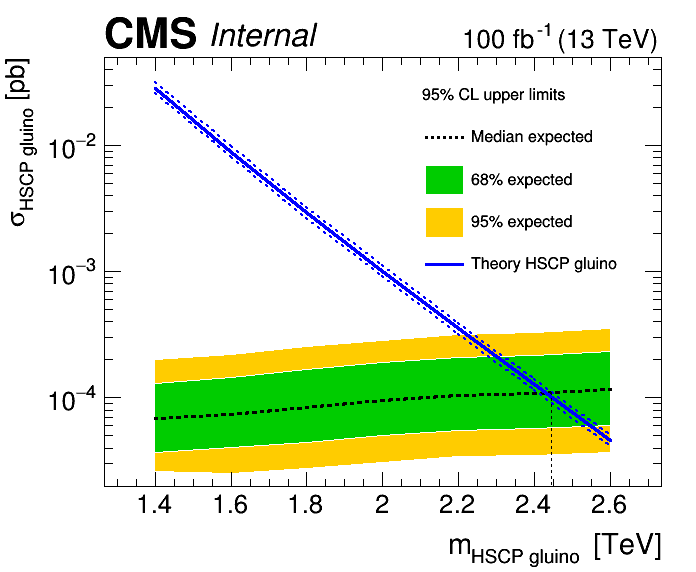 CMS Internal 100 fb⁻¹ (13 TeV)
σHSCP gluino [pb]
95% CL upper limits
Median expected
68% expected
95% expected
Theory HSCP gluino
10⁻²
10⁻³
10⁻⁴
1.4 1.6 1.8 2 2.2 2.4 2.6
mHSCP gluino [TeV]